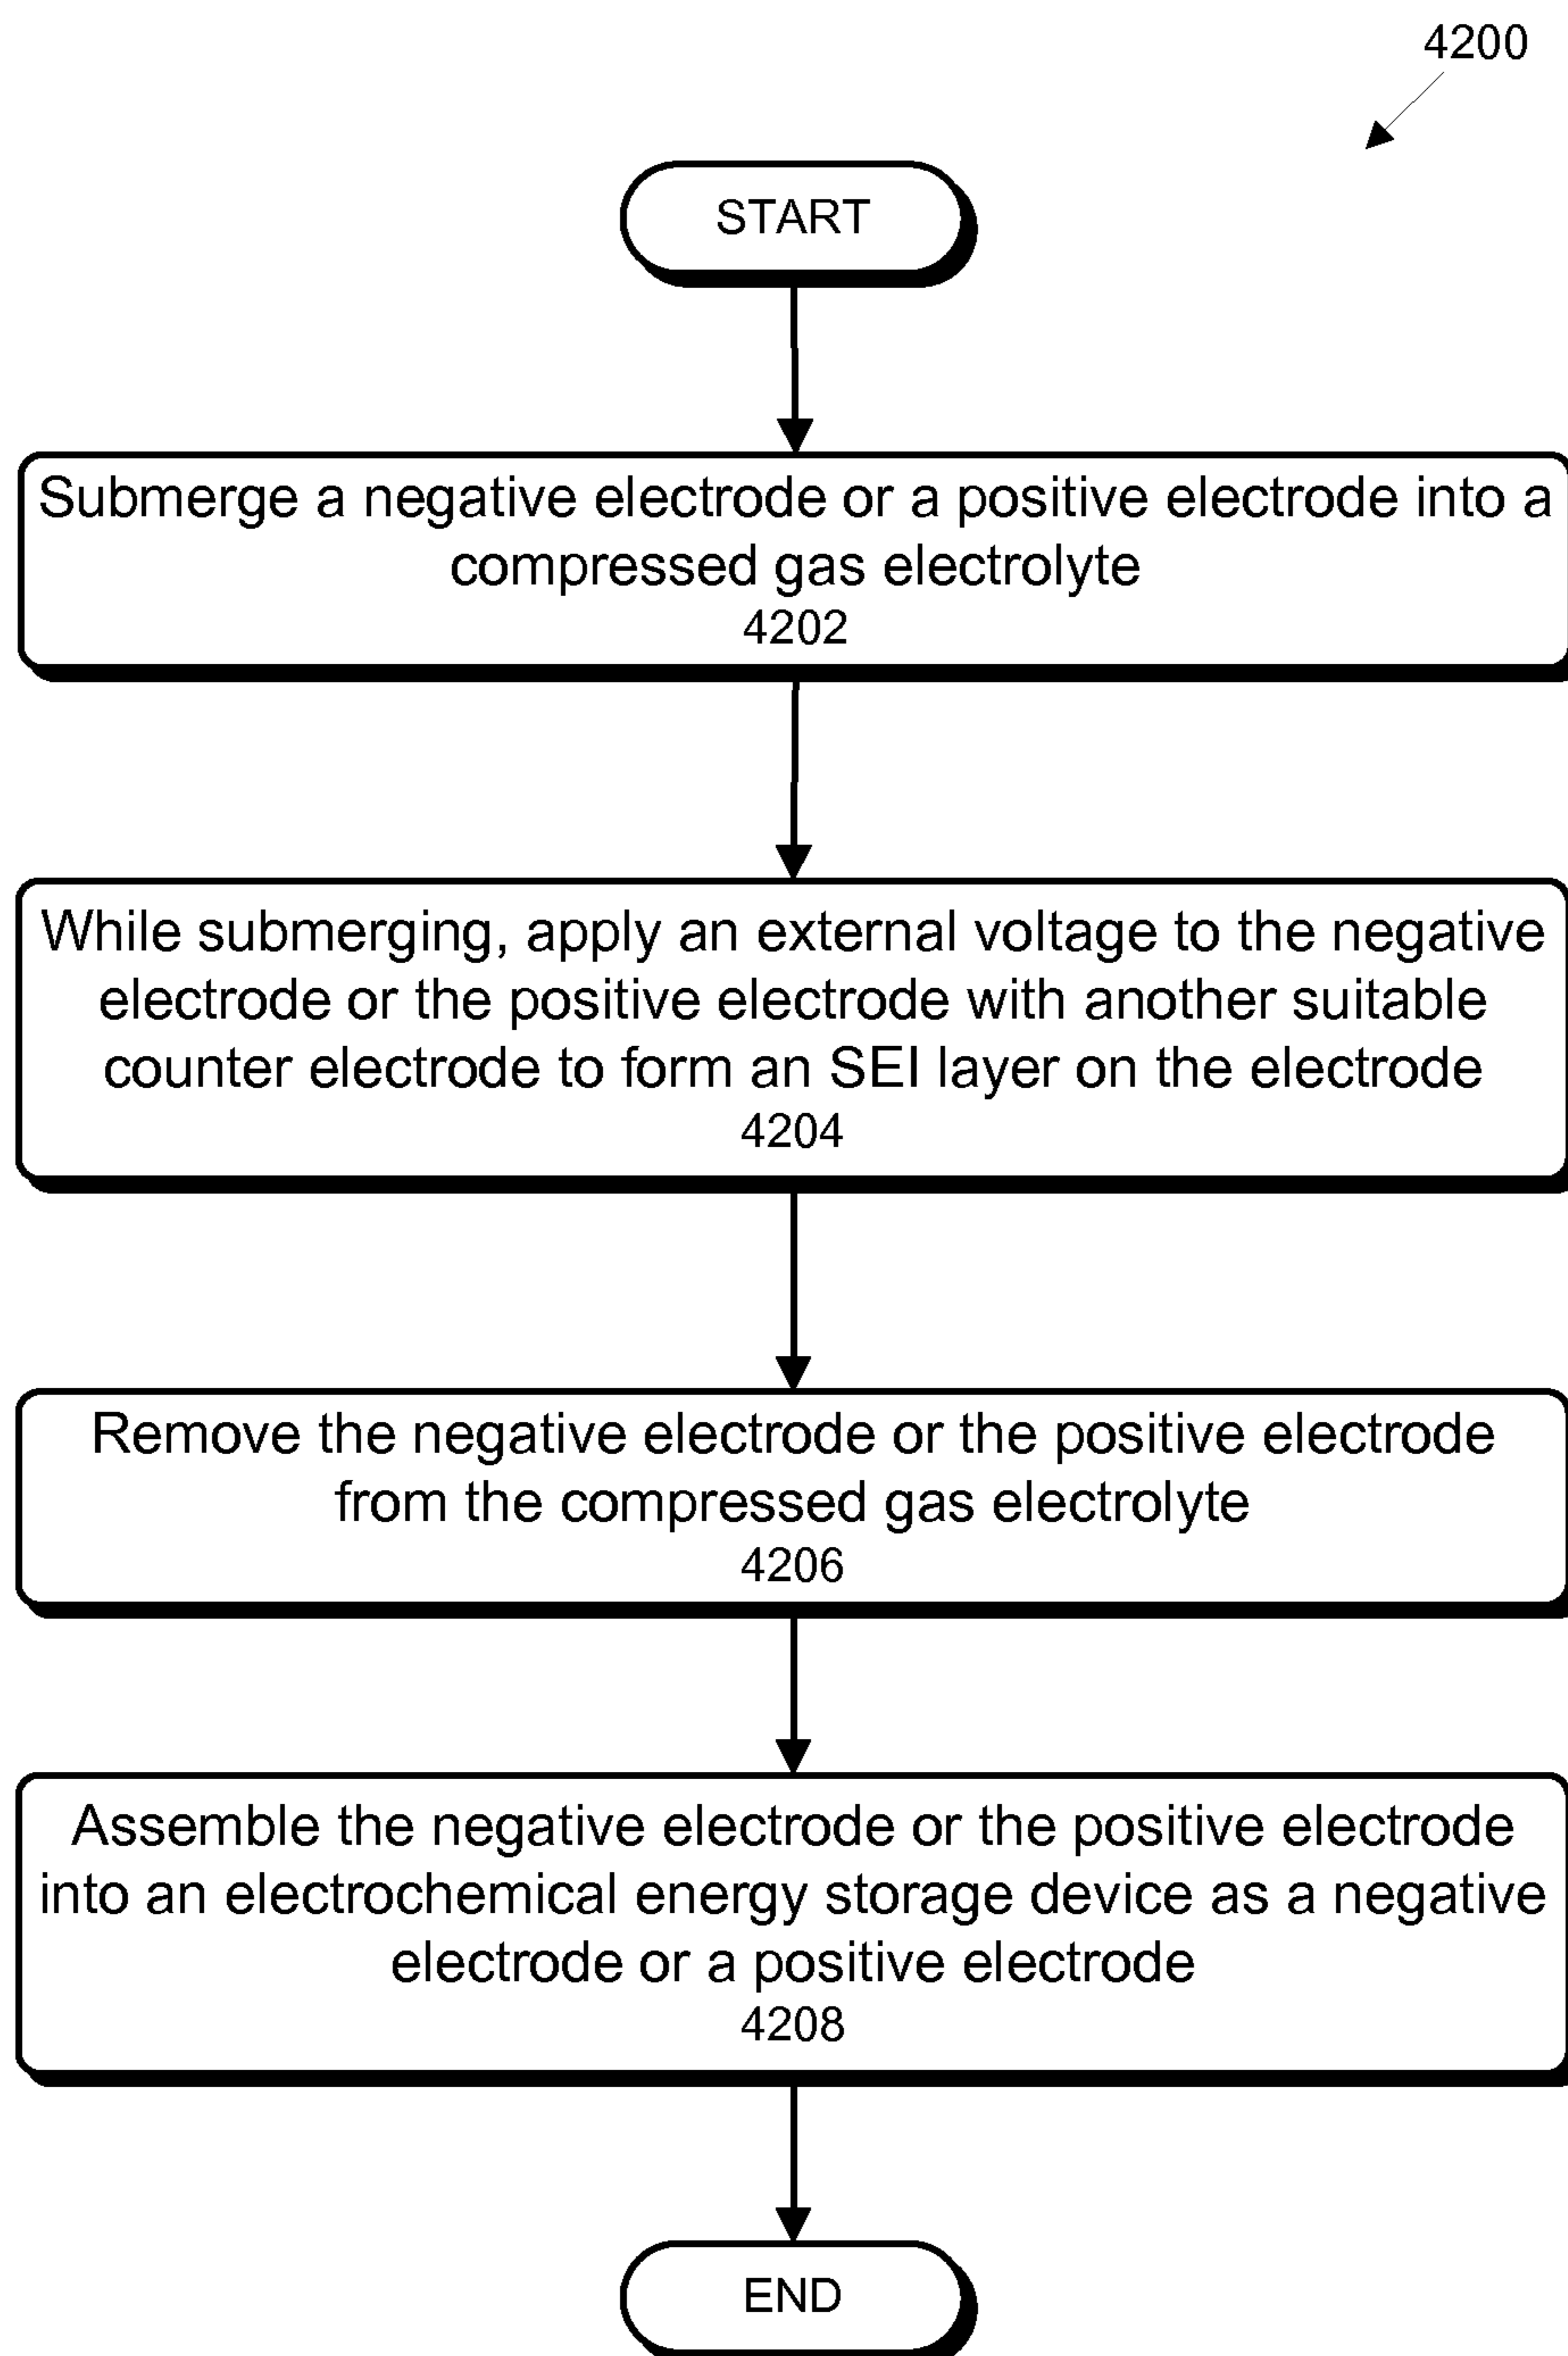 4200
START
Submerge a negative electrode or a positive electrode into a
compressed gas electrolyte
4202
While submerging, apply an external voltage to the negative
electrode or the positive electrode with another suitable
counter electrode to form an SEI layer on the electrode
4204
Remove the negative electrode or the positive electrode
from the compressed gas electrolyte
4206
Assemble the negative electrode or the positive electrode
into an electrochemical energy storage device as a negative
electrode or a positive electrode
4208
END